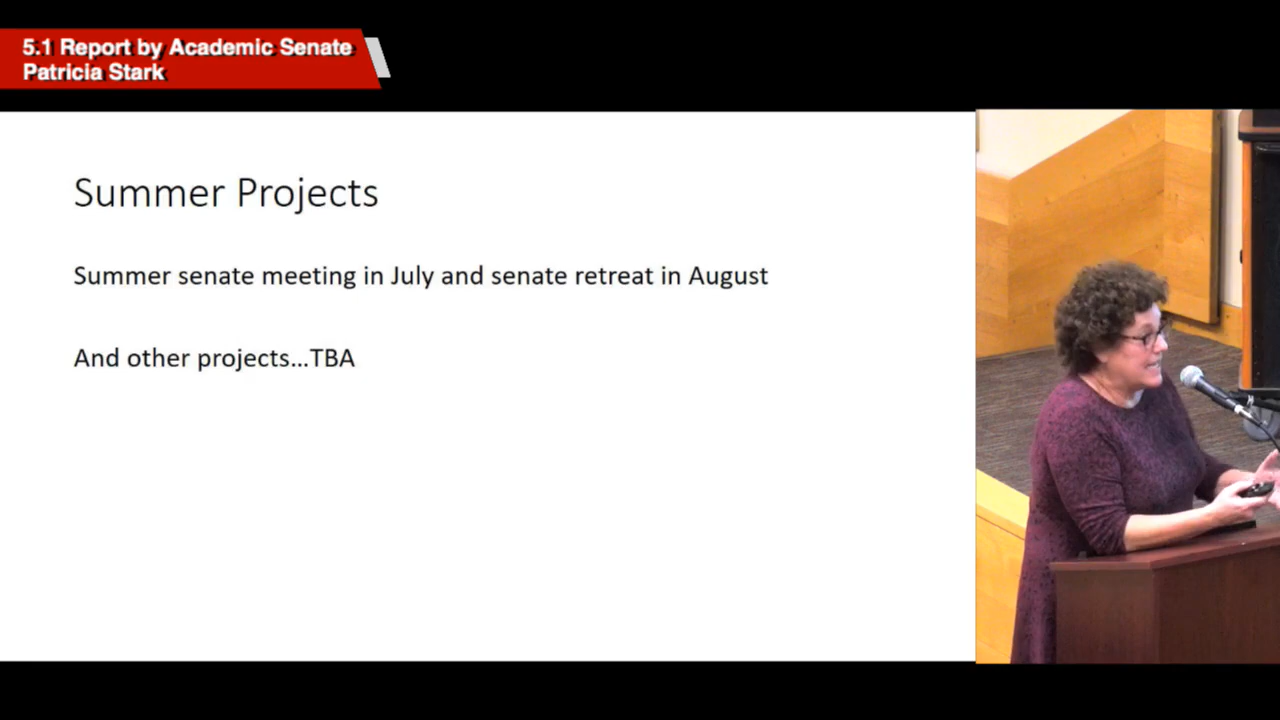 5.1 Report by Academic Senate
Patricia Stark
Summer Projects
Summer senate meeting in July and senate retreat in August
And other projects...TBA